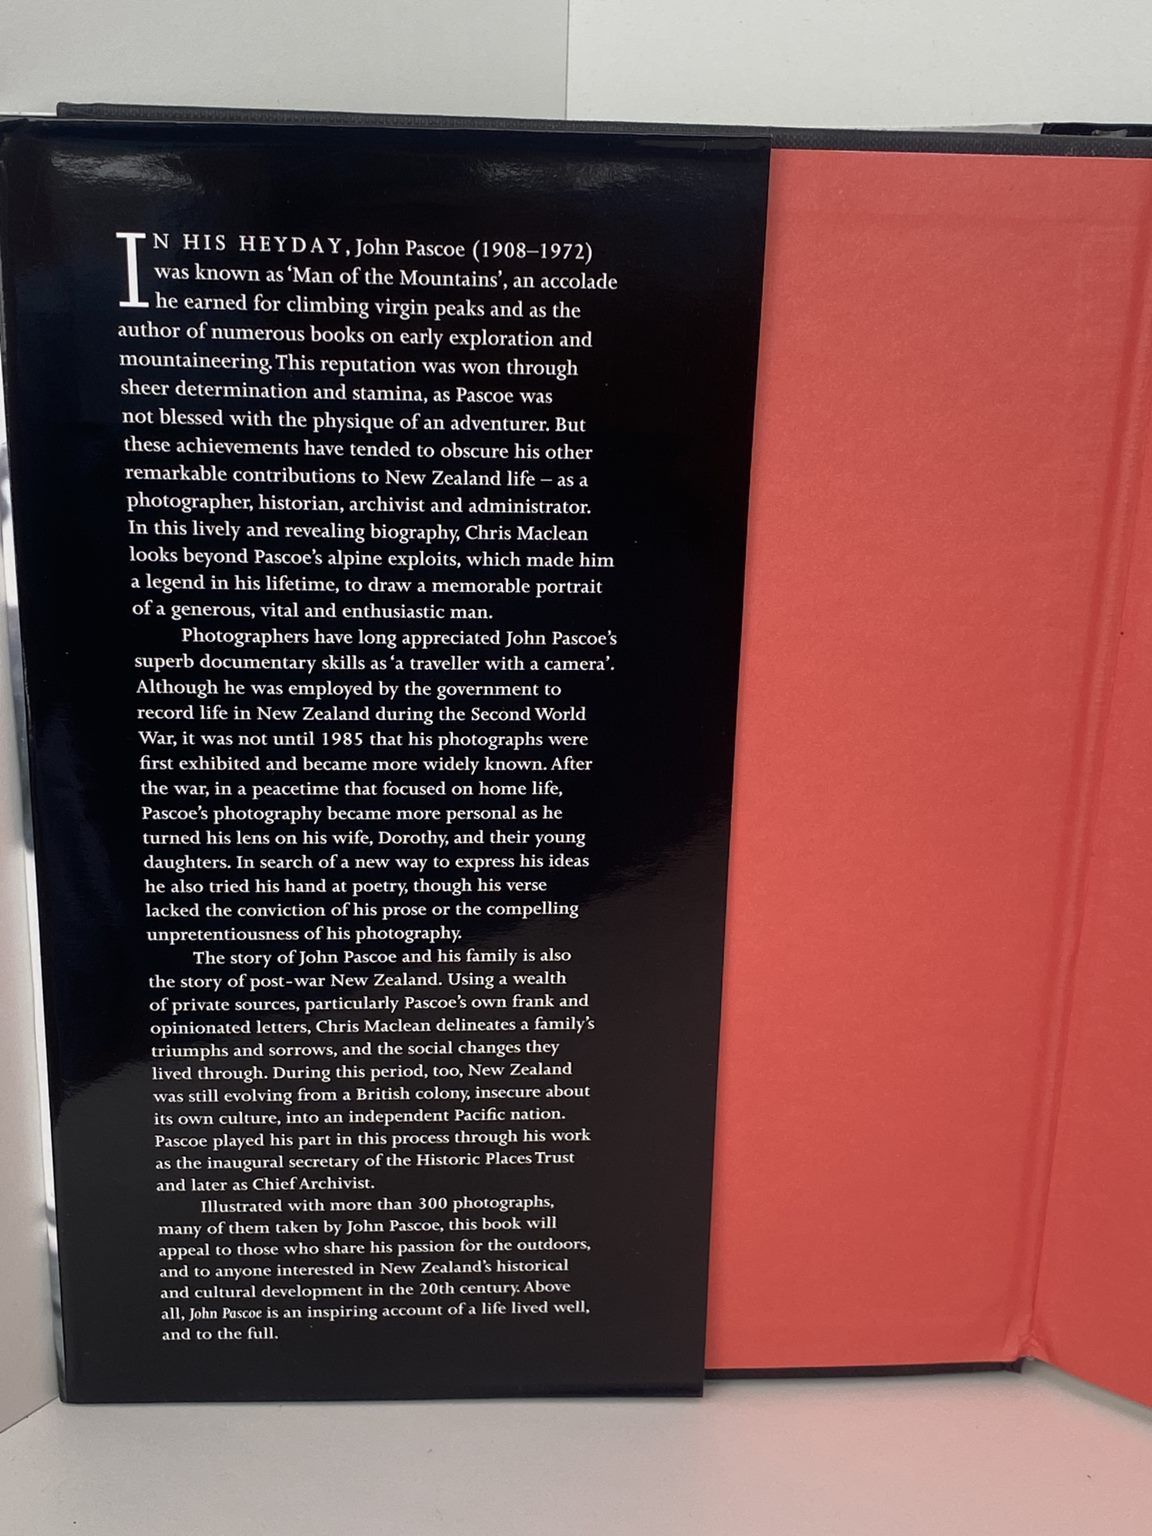 IN HIS HEYDAY, John Pascoe (1908–1972)
was known as ‘Man of the Mountains’, an accolade
he earned for climbing virgin peaks and as the
author of numerous books on early exploration and
mountaineering. This reputation was won through
sheer determination and stamina, as Pascoe was
not blessed with the physique of an adventurer. But
these achievements have tended to obscure his other
remarkable contributions to New Zealand life – as a
photographer, historian, archivist and administrator.
In this lively and revealing biography, Chris Maclean
looks beyond Pascoe’s alpine exploits, which made him
a legend in his lifetime, to draw a memorable portrait
of a generous, vital and enthusiastic man.
Photographers have long appreciated John Pascoe’s
superb documentary skills as ‘a traveller with a camera’.
Although he was employed by the government to
record life in New Zealand during the Second World
War, it was not until 1985 that his photographs were
first exhibited and became more widely known. After
the war, in a peacetime that focused on home life,
Pascoe’s photography became more personal as he
turned his lens on his wife, Dorothy, and their young
daughters. In search of a new way to express his ideas
he also tried his hand at poetry, though his verse
lacked the conviction of his prose or the compelling
unpretentiousness of his photography.
The story of John Pascoe and his family is also
the story of post-war New Zealand. Using a wealth
of private sources, particularly Pascoe’s own frank and
opinionated letters, Chris Maclean delineates a family’s
triumphs and sorrows, and the social changes they
lived through. During this period, too, New Zealand
was still evolving from a British colony, insecure about
its own culture, into an independent Pacific nation.
Pascoe played his part in this process through his work
as the inaugural secretary of the Historic Places Trust
and later as Chief Archivist.
Illustrated with more than 300 photographs,
many of them taken by John Pascoe, this book will
appeal to those who share his passion for the outdoors,
and to anyone interested in New Zealand’s historical
and cultural development in the 20th century. Above
all, John Pascoe is an inspiring account of a life lived well,
and to the full.